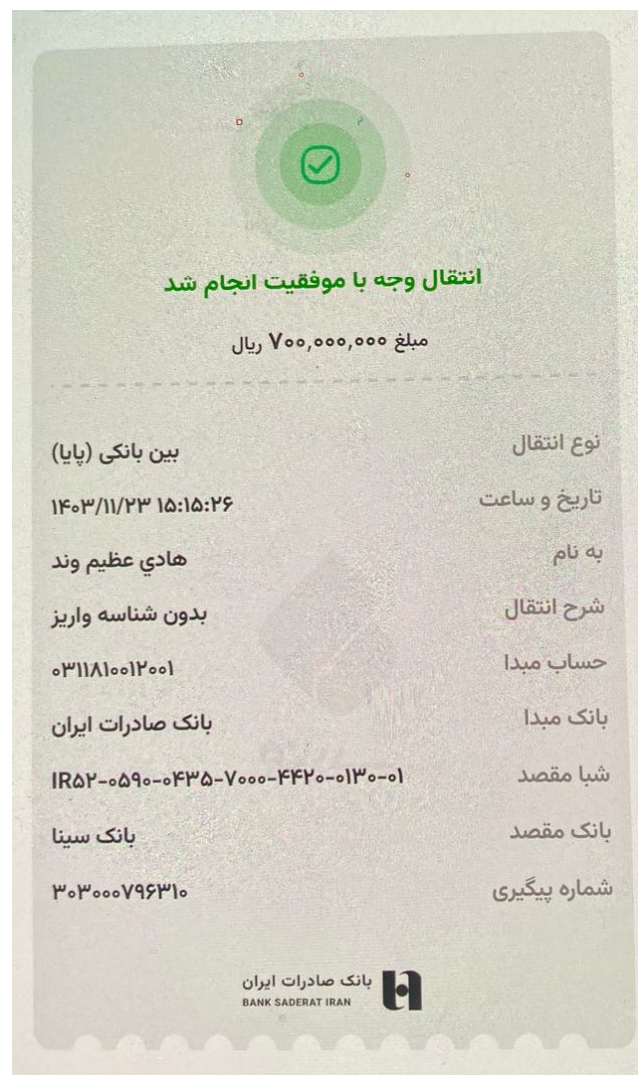 انتقال وجه با موفقیت انجام شد
مبلغ ۷۰۰,۰۰۰,۰۰۰ ریال
نوع انتقال بین بانکی (پایا)
تاریخ و ساعت ۱۴۰۳/۱۱/۲۳ ۱۵:۱۵:۲۶
به نام هادي عظیم وند
شرح انتقال بدون شناسه واریز
حساب مبدا ۰۳۱۱۸۱۰۰۱۲۰۰۱
بانک مبدا بانک صادرات ایران
شبا مقصد IR۵۲-۰۵۹۰-۰۴۳۵-۷۰۰۰-۴۴۲۰-۰۱۳۰-۰۱
بانک مقصد بانک سینا
شماره پیگیری ۳۰۳۰۰۰۷۹۶۳۱۰
بانک صادرات ایران
BANK SADERAT IRAN